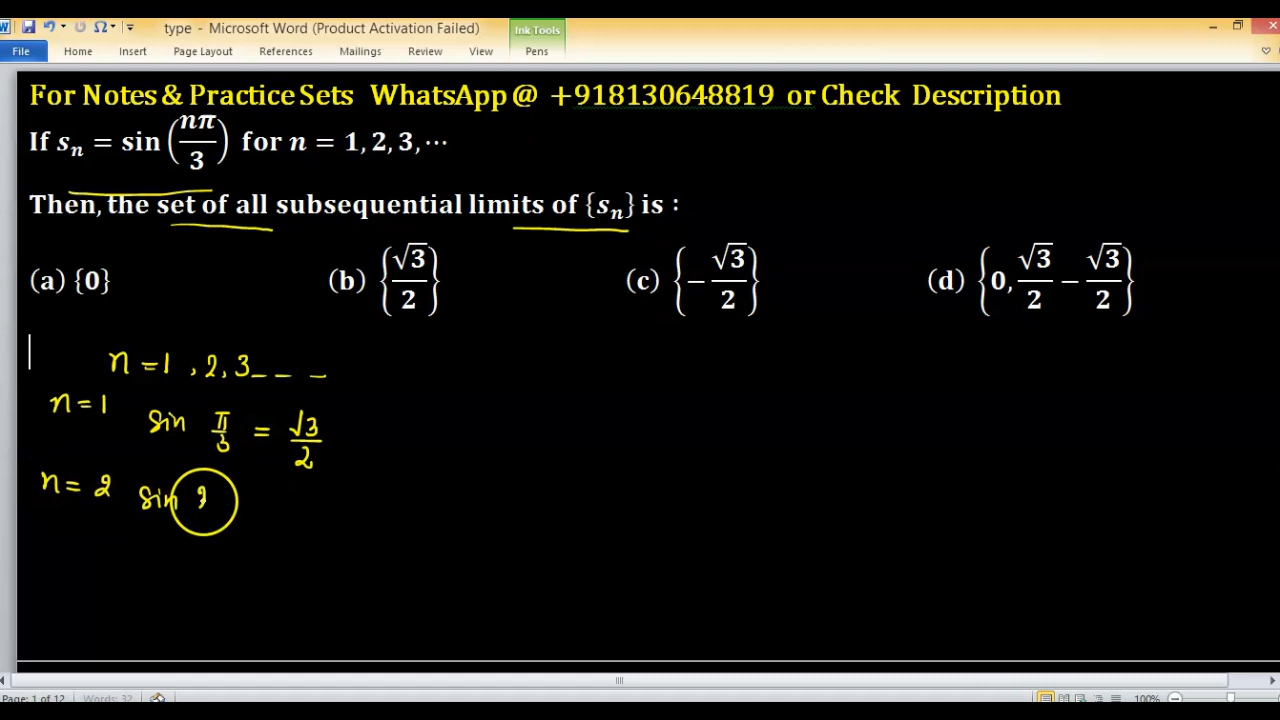 type - Microsoft Word (Product Activation Failed)
Ink Tools
File Home Insert Page Layout References Mailings Review View Pens
For Notes & Practice Sets WhatsApp @ +918130648819 or Check Description
If sₙ = sin(nπ/3) for n = 1, 2, 3, ⋯
Then, the set of all subsequential limits of {sₙ} is :
(a) {0} (b) {√3/2} (c) {−√3/2} (d) {0, √3/2 − √3/2}
n = 1, 2, 3_ _ _
n = 1 sin π/3 = √3/2
n = 2 sin
Page: 1 of 12 Words: 32 100%